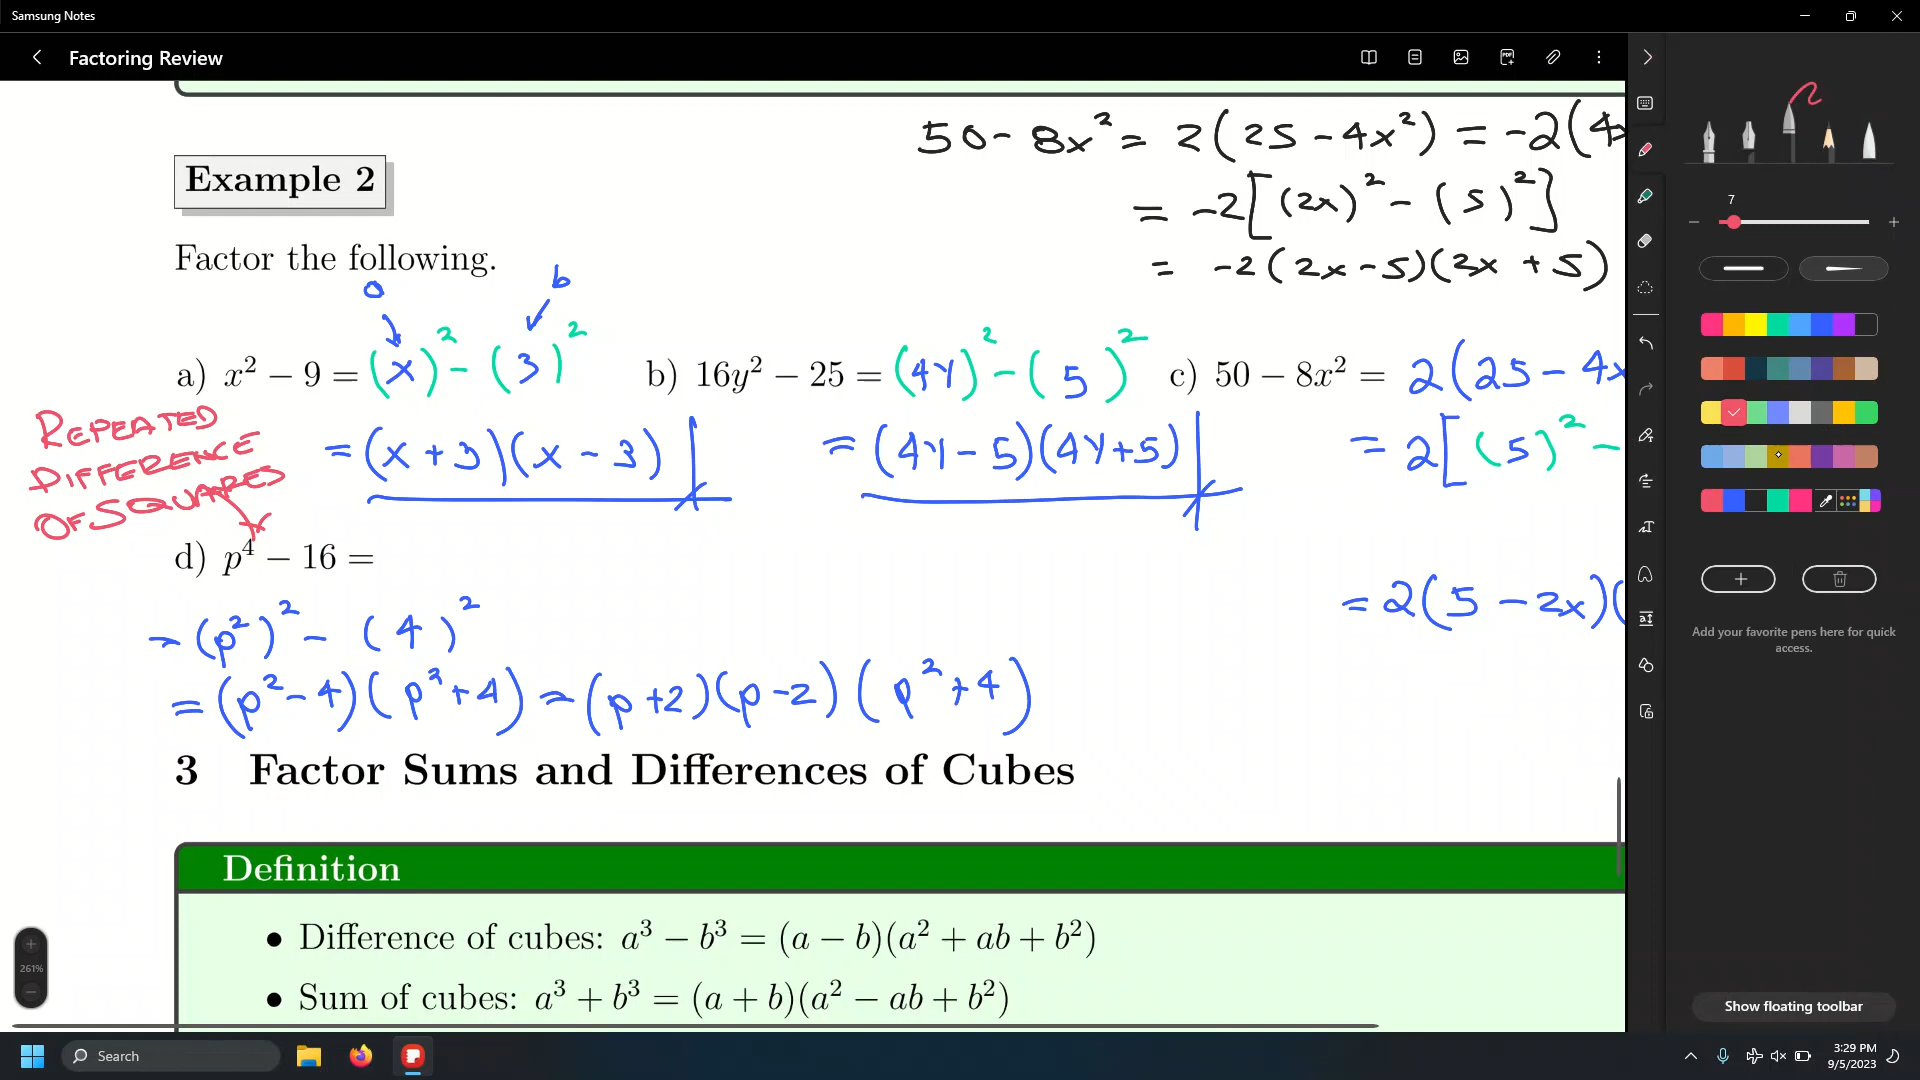 Samsung Notes
Factoring Review
50 - 8x² = 2(25 - 4x²) = -2(4x
= -2[(2x)² - (5)²]
= -2(2x - 5)(2x + 5)
Example 2
Factor the following.
a b
a) x² − 9 = (x)² - (3)²
= (x + 3)(x - 3)
b) 16y² − 25 = (4y)² - (5)²
= (4y - 5)(4y + 5)
c) 50 − 8x² = 2(25 - 4x
= 2[(5)² -
= 2(5 - 2x)(
REPEATED
DIFFERENCE
OF SQUARES
d) p⁴ − 16 =
= (p²)² - (4)²
= (p² - 4)(p² + 4) = (p + 2)(p - 2)(p² + 4)
3 Factor Sums and Differences of Cubes
Definition
• Difference of cubes: a³ − b³ = (a − b)(a² + ab + b²)
• Sum of cubes: a³ + b³ = (a + b)(a² − ab + b²)
261%
7
Add your favorite pens here for quick
access.
Show floating toolbar
Search
3:29 PM
9/5/2023